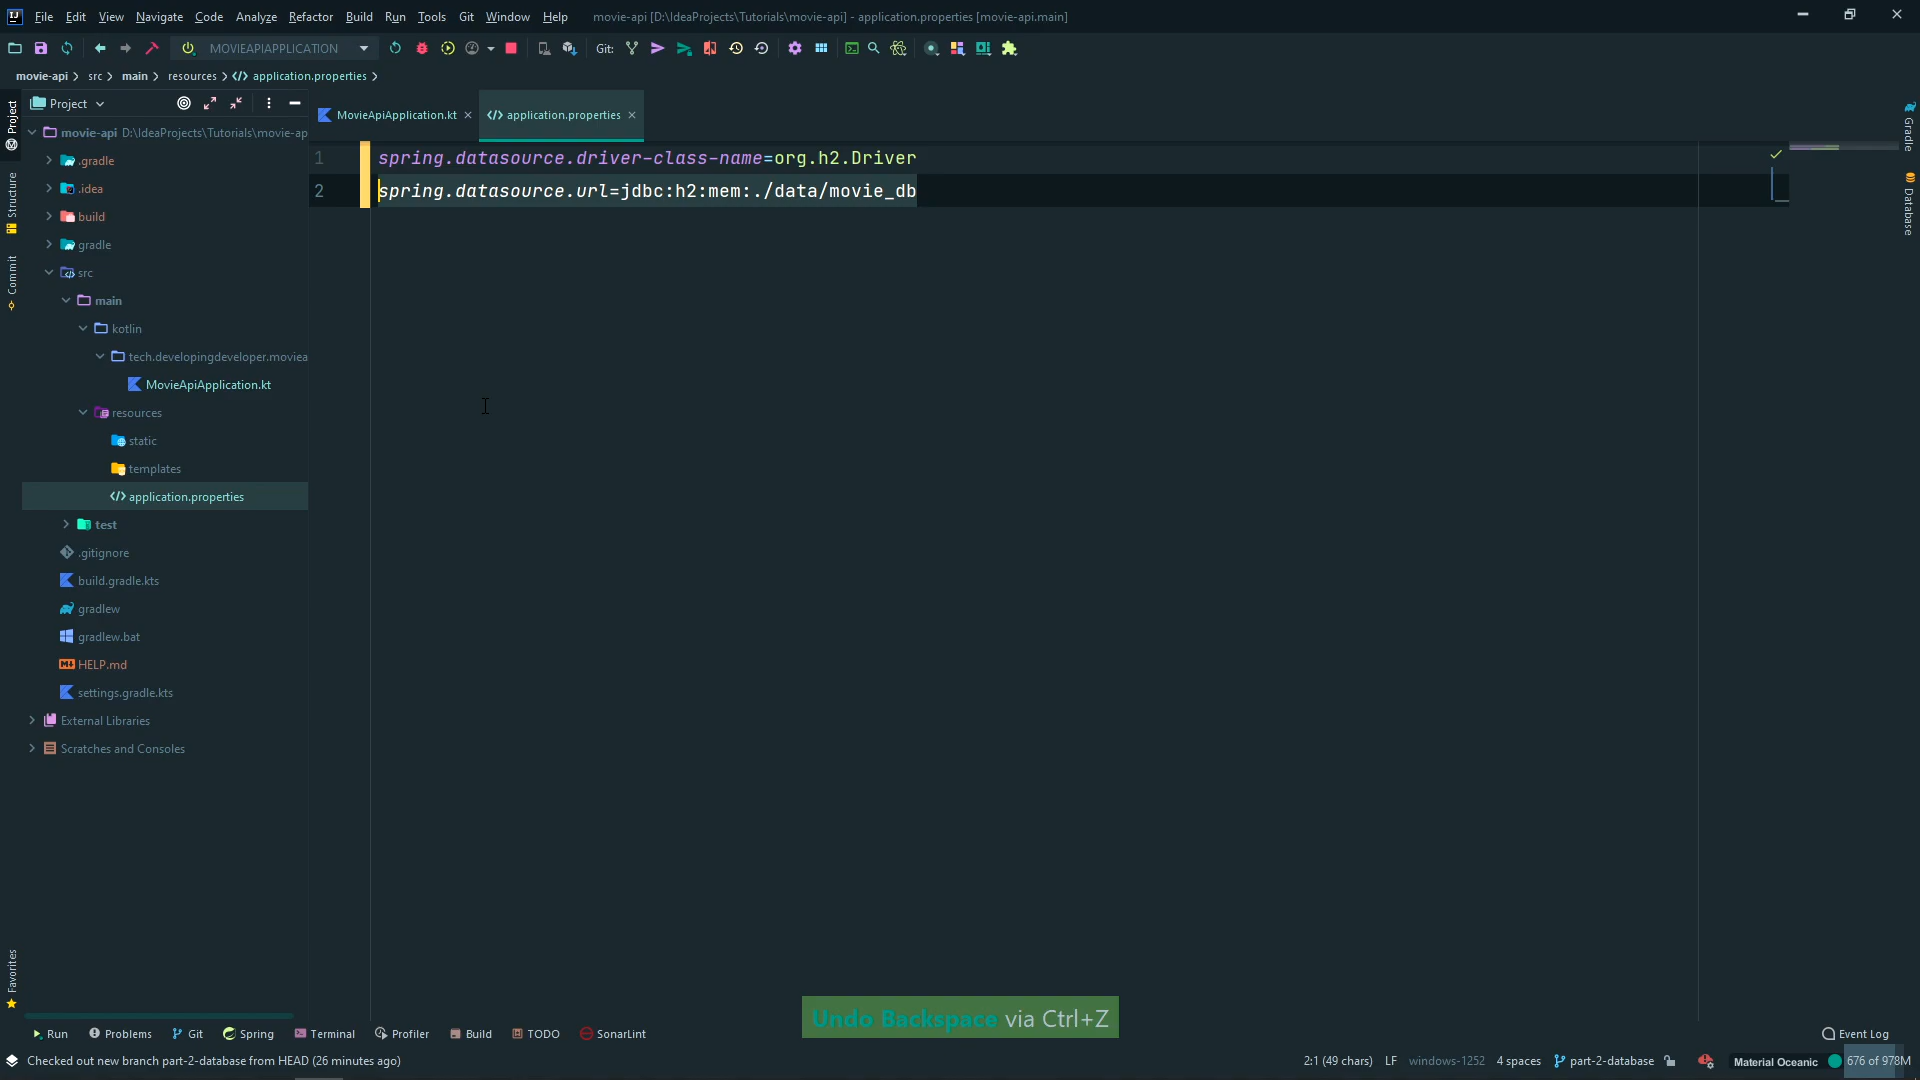 File Edit View Navigate Code Analyze Refactor Build Run Tools Git Window Help movie-api [D:\IdeaProjects\Tutorials\movie-api] - application.properties [movie-api.main]
MOVIEAPIAPPLICATION Git:
movie-api src main resources application.properties
Project
MovieApiApplication.kt
application.properties
movie-api D:\IdeaProjects\Tutorials\movie-ap
.gradle
.idea
build
gradle
src
main
kotlin
tech.developingdeveloper.moviea
MovieApiApplication.kt
resources
static
templates
application.properties
test
.gitignore
build.gradle.kts
gradlew
gradlew.bat
HELP.md
settings.gradle.kts
External Libraries
Scratches and Consoles
1 spring.datasource.driver-class-name=org.h2.Driver
2 spring.datasource.url=jdbc:h2:mem:./data/movie_db
Project
Structure
Commit
Favorites
Gradle
Database
Undo Backspace via Ctrl+Z
Run Problems Git Spring Terminal Profiler Build TODO SonarLint Event Log
Checked out new branch part-2-database from HEAD (26 minutes ago) 2:1 (49 chars) LF windows-1252 4 spaces part-2-database Material Oceanic 676 of 978M